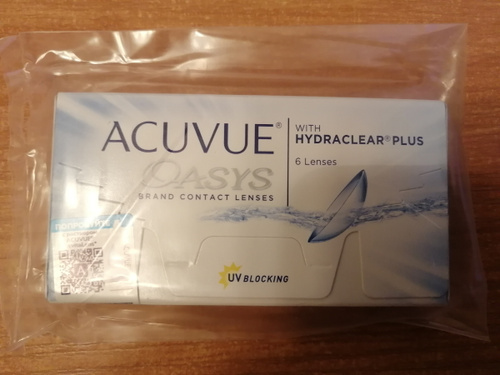 ACUVUE®
OASYS
BRAND CONTACT LENSES
WITH
HYDRACLEAR® PLUS
6 Lenses
UV BLOCKING